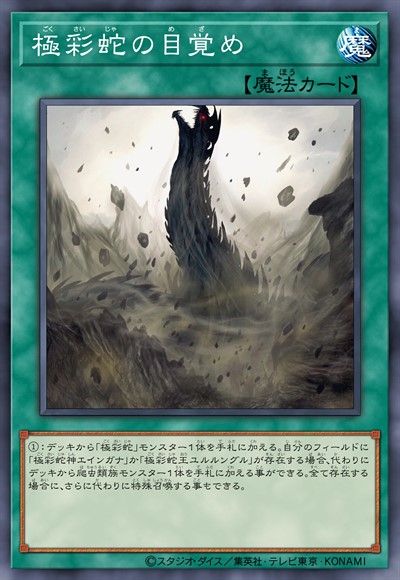 極彩蛇の目覚め
魔
【魔法カード】
①：デッキから「極彩蛇」モンスター1体を手札に加える。自分のフィールドに
「極彩蛇神エインガナ」か「極彩蛇王ユルルングル」が存在する場合、代わりに
デッキから爬虫類族モンスター1体を手札に加える事ができる。全て存在する
場合に、さらに代わりに特殊召喚する事もできる。
©スタジオ・ダイス／集英社・テレビ東京・KONAMI